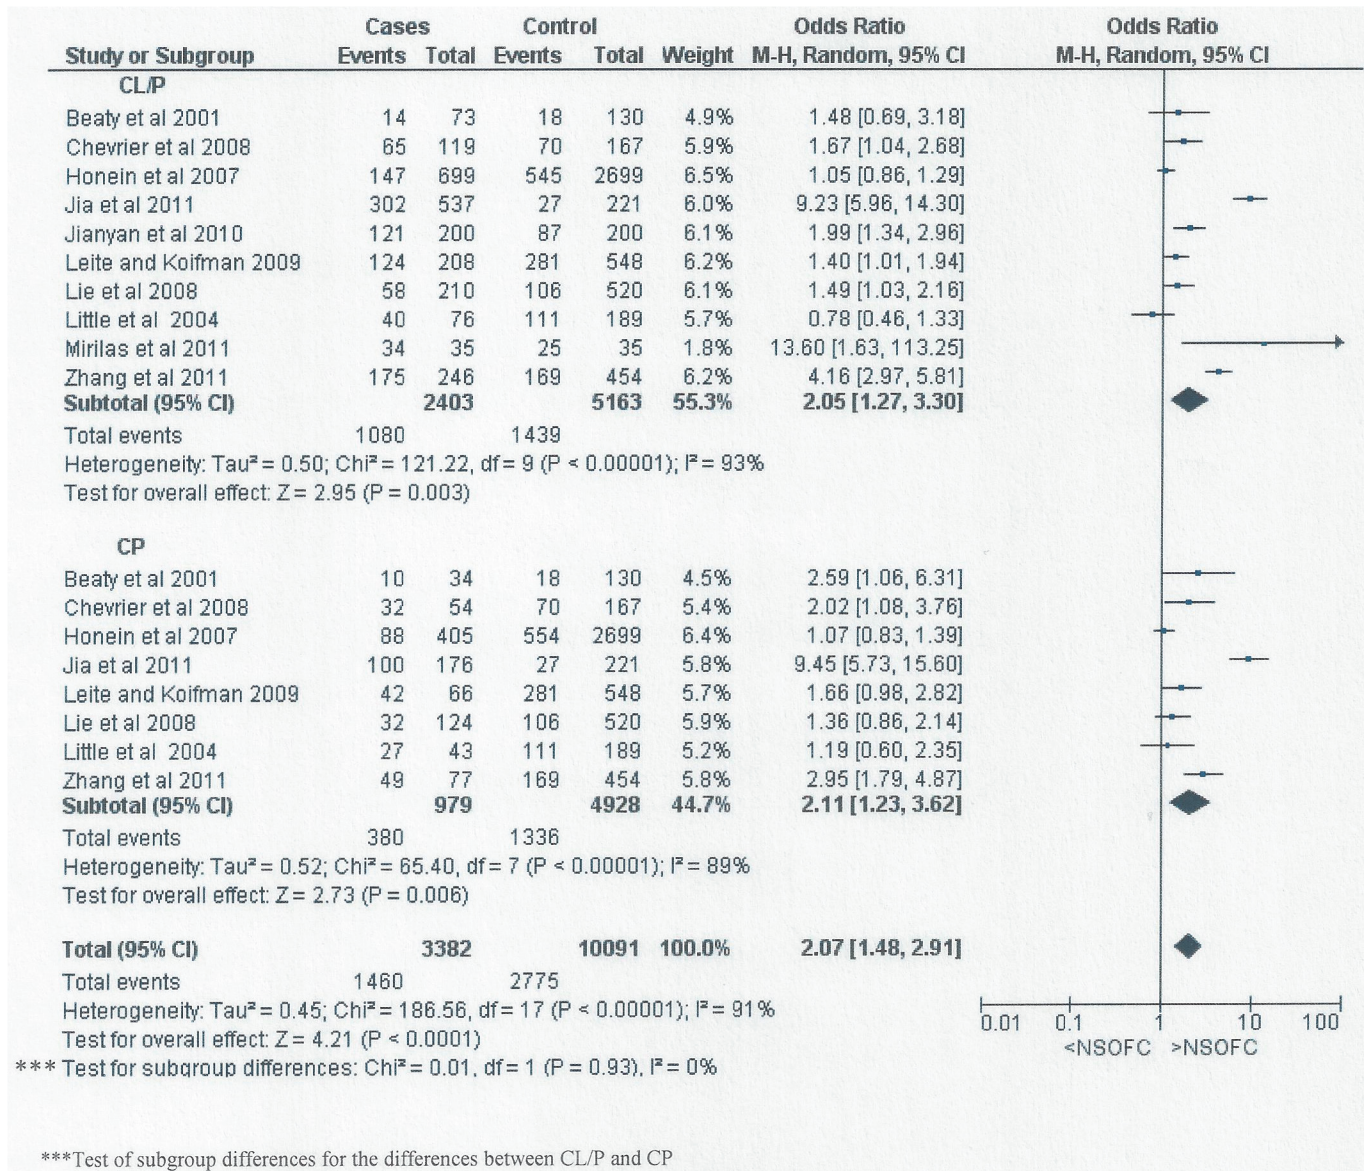 Cases Control Odds Ratio Odds Ratio
Study or Subgroup Events Total Events Total Weight M-H, Random, 95% CI M-H, Random, 95% CI
CL/P
Beaty et al 2001 14 73 18 130 4.9% 1.48 [0.69, 3.18]
Chevrier et al 2008 65 119 70 167 5.9% 1.67 [1.04, 2.68]
Honein et al 2007 147 699 545 2699 6.5% 1.05 [0.86, 1.29]
Jia et al 2011 302 537 27 221 6.0% 9.23 [5.96, 14.30]
Jianyan et al 2010 121 200 87 200 6.1% 1.99 [1.34, 2.96]
Leite and Koifman 2009 124 208 281 548 6.2% 1.40 [1.01, 1.94]
Lie et al 2008 58 210 106 520 6.1% 1.49 [1.03, 2.16]
Little et al 2004 40 76 111 189 5.7% 0.78 [0.46, 1.33]
Mirilas et al 2011 34 35 25 35 1.8% 13.60 [1.63, 113.25]
Zhang et al 2011 175 246 169 454 6.2% 4.16 [2.97, 5.81]
Subtotal (95% CI) 2403 5163 55.3% 2.05 [1.27, 3.30]
Total events 1080 1439
Heterogeneity: Tau² = 0.50; Chi² = 121.22, df = 9 (P < 0.00001); I² = 93%
Test for overall effect: Z = 2.95 (P = 0.003)
CP
Beaty et al 2001 10 34 18 130 4.5% 2.59 [1.06, 6.31]
Chevrier et al 2008 32 54 70 167 5.4% 2.02 [1.08, 3.76]
Honein et al 2007 88 405 554 2699 6.4% 1.07 [0.83, 1.39]
Jia et al 2011 100 176 27 221 5.8% 9.45 [5.73, 15.60]
Leite and Koifman 2009 42 66 281 548 5.7% 1.66 [0.98, 2.82]
Lie et al 2008 32 124 106 520 5.9% 1.36 [0.86, 2.14]
Little et al 2004 27 43 111 189 5.2% 1.19 [0.60, 2.35]
Zhang et al 2011 49 77 169 454 5.8% 2.95 [1.79, 4.87]
Subtotal (95% CI) 979 4928 44.7% 2.11 [1.23, 3.62]
Total events 380 1336
Heterogeneity: Tau² = 0.52; Chi² = 65.40, df = 7 (P < 0.00001); I² = 89%
Test for overall effect: Z = 2.73 (P = 0.006)
Total (95% CI) 3382 10091 100.0% 2.07 [1.48, 2.91]
Total events 1460 2775
Heterogeneity: Tau² = 0.45; Chi² = 186.56, df = 17 (P < 0.00001); I² = 91%
Test for overall effect: Z = 4.21 (P < 0.0001)
0.01 0.1 1 10 100
<NSOFC >NSOFC
*** Test for subgroup differences: Chi² = 0.01, df = 1 (P = 0.93), I² = 0%
***Test of subgroup differences for the differences between CL/P and CP